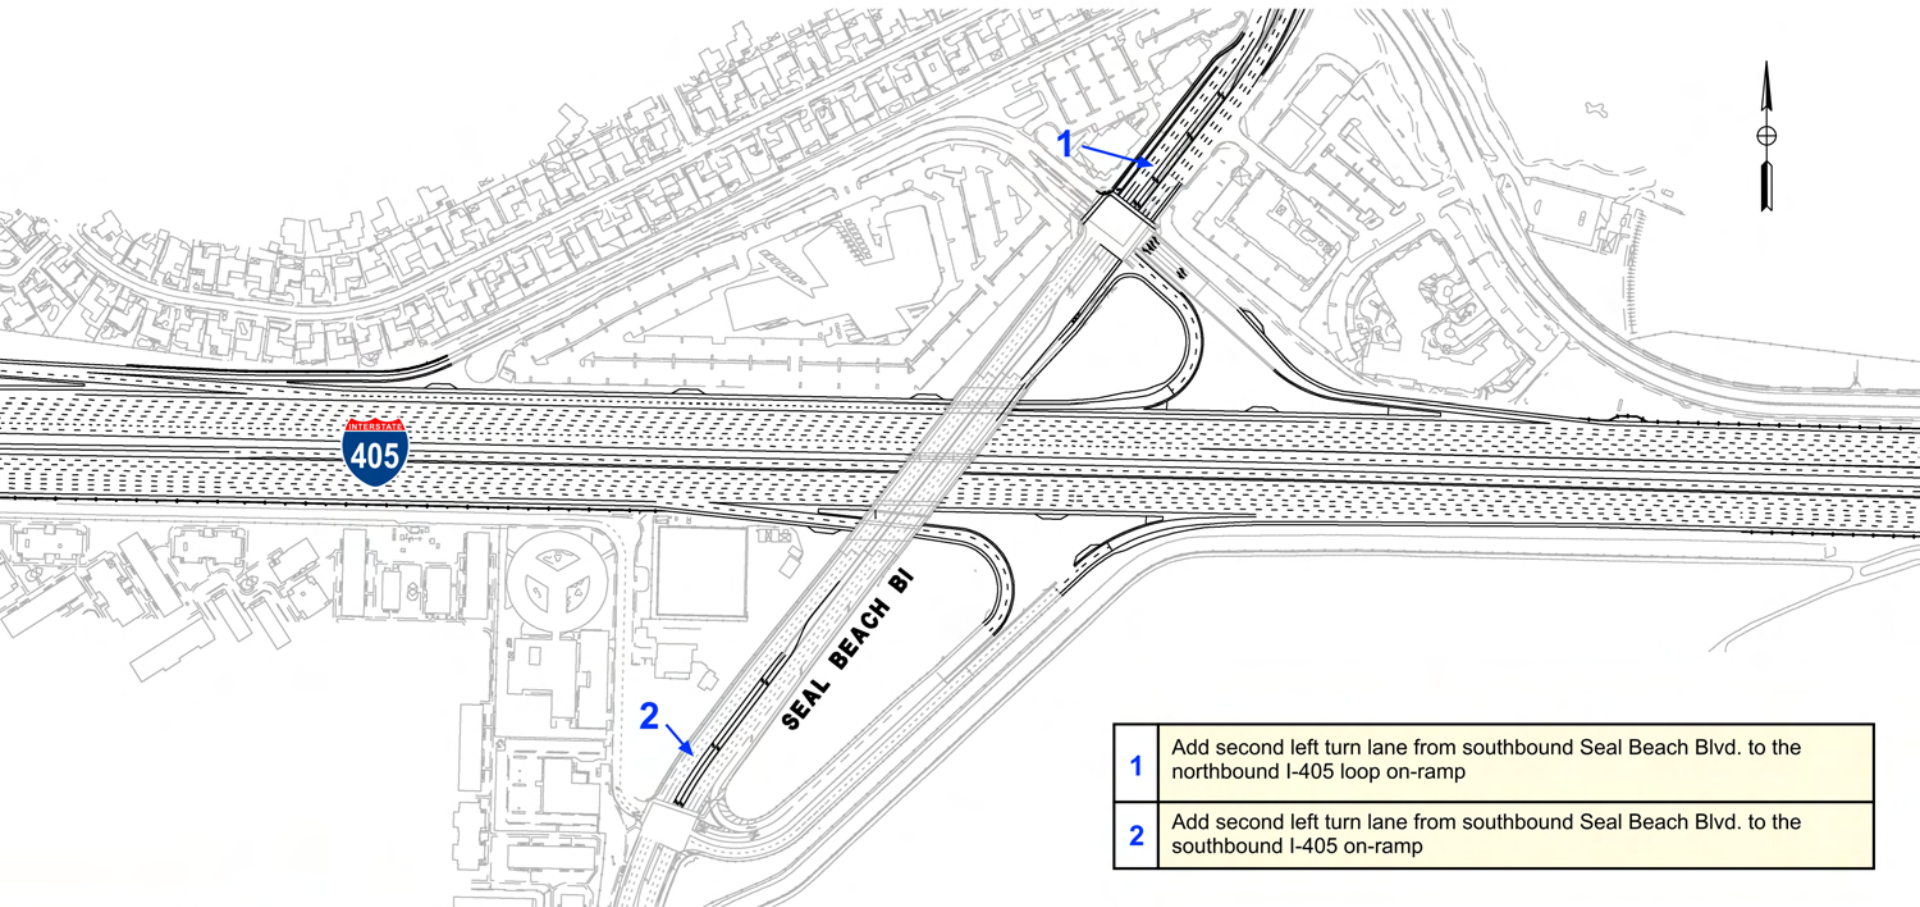 1
INTERSTATE
405
SEAL BEACH Bl
2
1
Add second left turn lane from southbound Seal Beach Blvd. to the
northbound I-405 loop on-ramp
2
Add second left turn lane from southbound Seal Beach Blvd. to the
southbound I-405 on-ramp